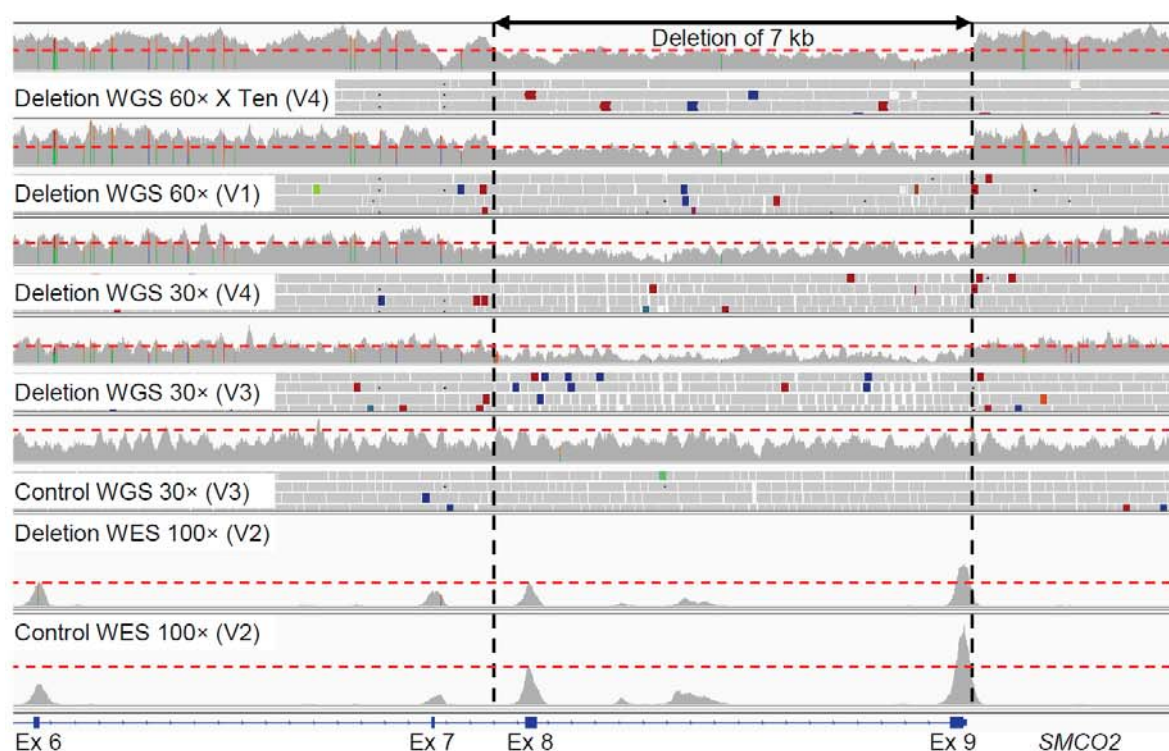 Deletion of 7 kb
Deletion WGS 60× X Ten (V4)
Deletion WGS 60× (V1)
Deletion WGS 30× (V4)
Deletion WGS 30× (V3)
Control WGS 30× (V3)
Deletion WES 100× (V2)
Control WES 100× (V2)
Ex 6 Ex 7 Ex 8 Ex 9 SMCO2